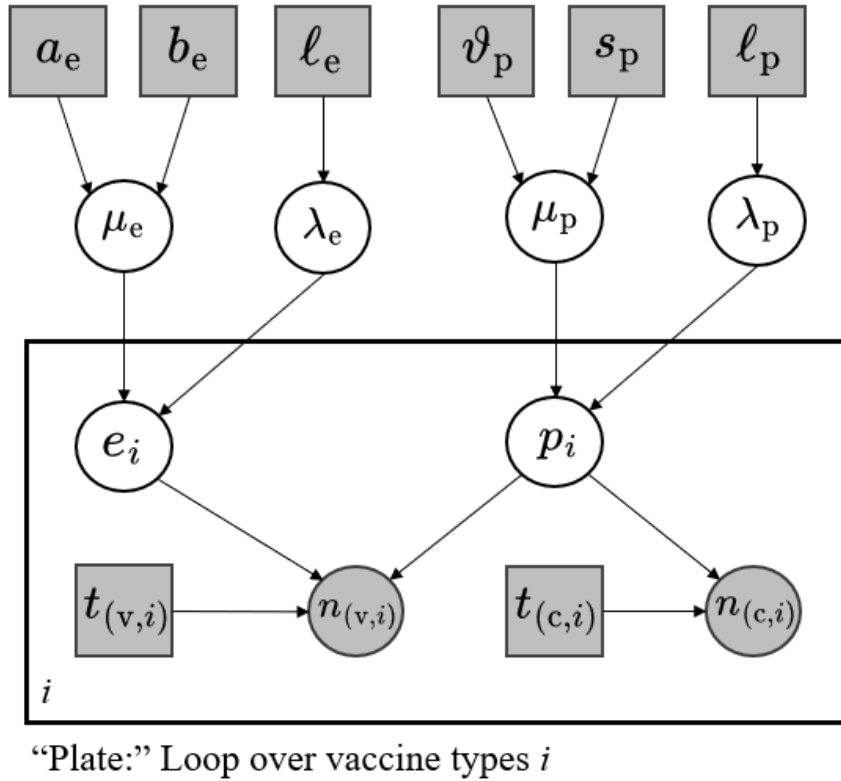 a_e b_e ℓ_e ϑ_p s_p ℓ_p
μ_e λ_e μ_p λ_p
e_i p_i
t_(v,i) n_(v,i) t_(c,i) n_(c,i)
i
“Plate:” Loop over vaccine types i